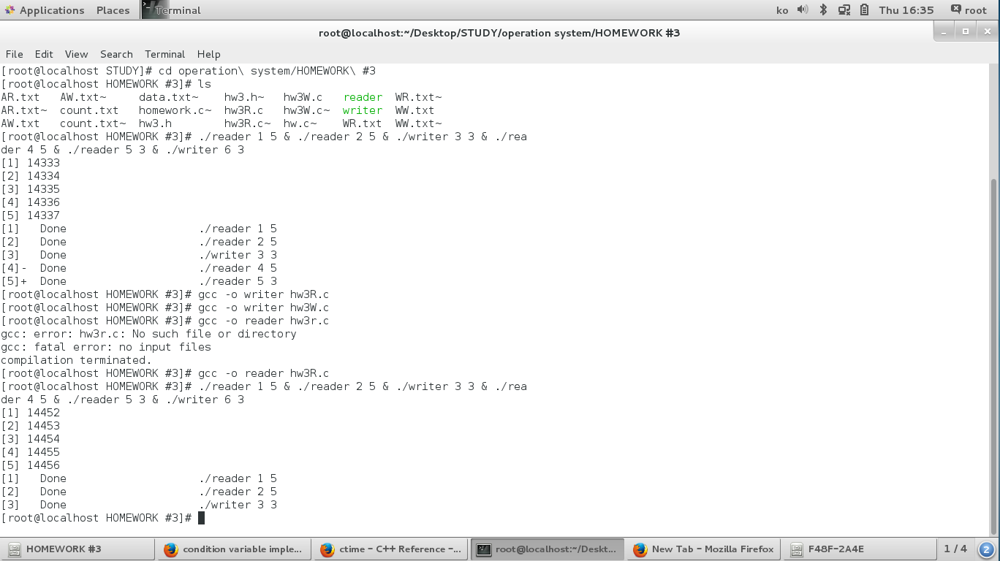 Applications Places Terminal ko Thu 16:35 root
root@localhost:~/Desktop/STUDY/operation system/HOMEWORK #3
File Edit View Search Terminal Help
[root@localhost STUDY]# cd operation\ system/HOMEWORK\ #3
[root@localhost HOMEWORK #3]# ls
AR.txt AW.txt~ data.txt~ hw3.h~ hw3W.c reader WR.txt~
AR.txt~ count.txt homework.c~ hw3R.c hw3W.c~ writer WW.txt
AW.txt count.txt~ hw3.h hw3R.c~ hw.c~ WR.txt WW.txt~
[root@localhost HOMEWORK #3]# ./reader 1 5 & ./reader 2 5 & ./writer 3 3 & ./rea
der 4 5 & ./reader 5 3 & ./writer 6 3
[1] 14333
[2] 14334
[3] 14335
[4] 14336
[5] 14337
[1] Done ./reader 1 5
[2] Done ./reader 2 5
[3] Done ./writer 3 3
[4]- Done ./reader 4 5
[5]+ Done ./reader 5 3
[root@localhost HOMEWORK #3]# gcc -o writer hw3R.c
[root@localhost HOMEWORK #3]# gcc -o writer hw3W.c
[root@localhost HOMEWORK #3]# gcc -o reader hw3r.c
gcc: error: hw3r.c: No such file or directory
gcc: fatal error: no input files
compilation terminated.
[root@localhost HOMEWORK #3]# gcc -o reader hw3R.c
[root@localhost HOMEWORK #3]# ./reader 1 5 & ./reader 2 5 & ./writer 3 3 & ./rea
der 4 5 & ./reader 5 3 & ./writer 6 3
[1] 14452
[2] 14453
[3] 14454
[4] 14455
[5] 14456
[1] Done ./reader 1 5
[2] Done ./reader 2 5
[3] Done ./writer 3 3
[root@localhost HOMEWORK #3]#
HOMEWORK #3 condition variable imple... ctime - C++ Reference -... root@localhost:~/Deskt... New Tab - Mozilla Firefox F48F-2A4E 1 / 4 2